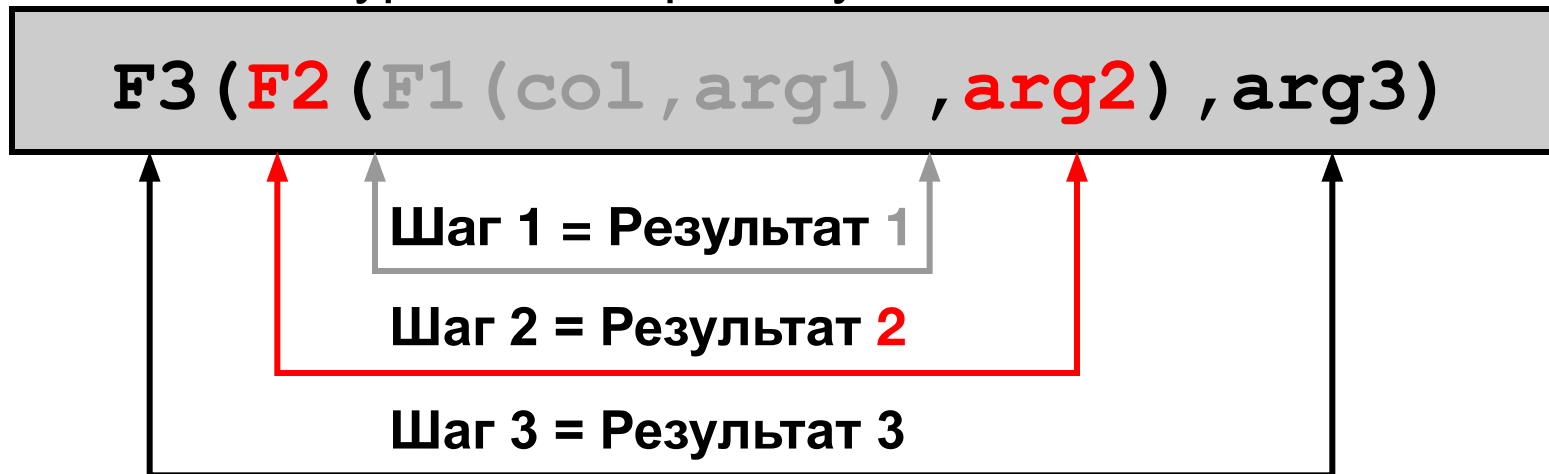 F3(F2(F1(col,arg1),arg2),arg3)
Шаг 1 = Результат 1
Шаг 2 = Результат 2
Шаг 3 = Результат 3